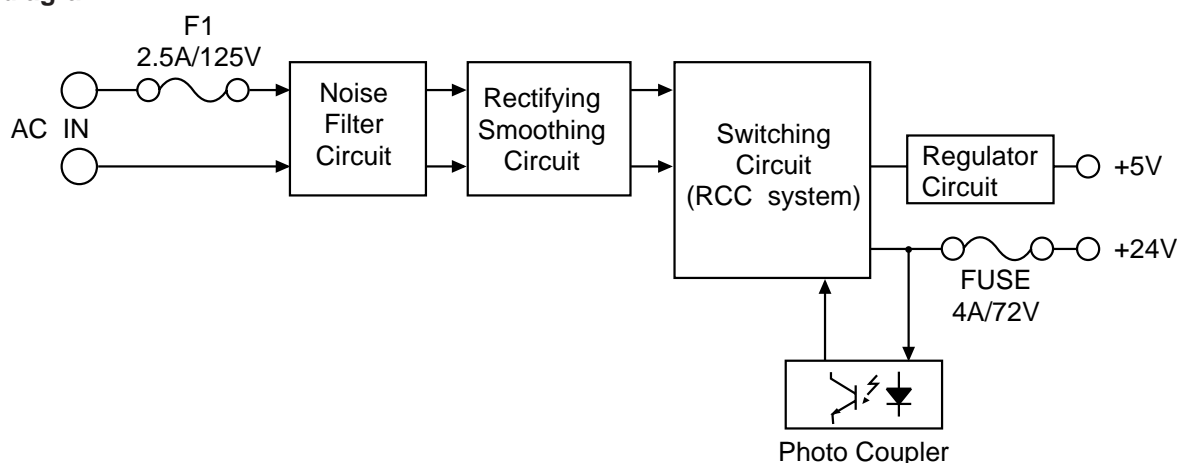 F1
2.5A/125V
AC IN
Noise
Filter
Circuit
Rectifying
Smoothing
Circuit
Switching
Circuit
(RCC system)
Regulator
Circuit
+5V
+24V
FUSE
4A/72V
Photo Coupler